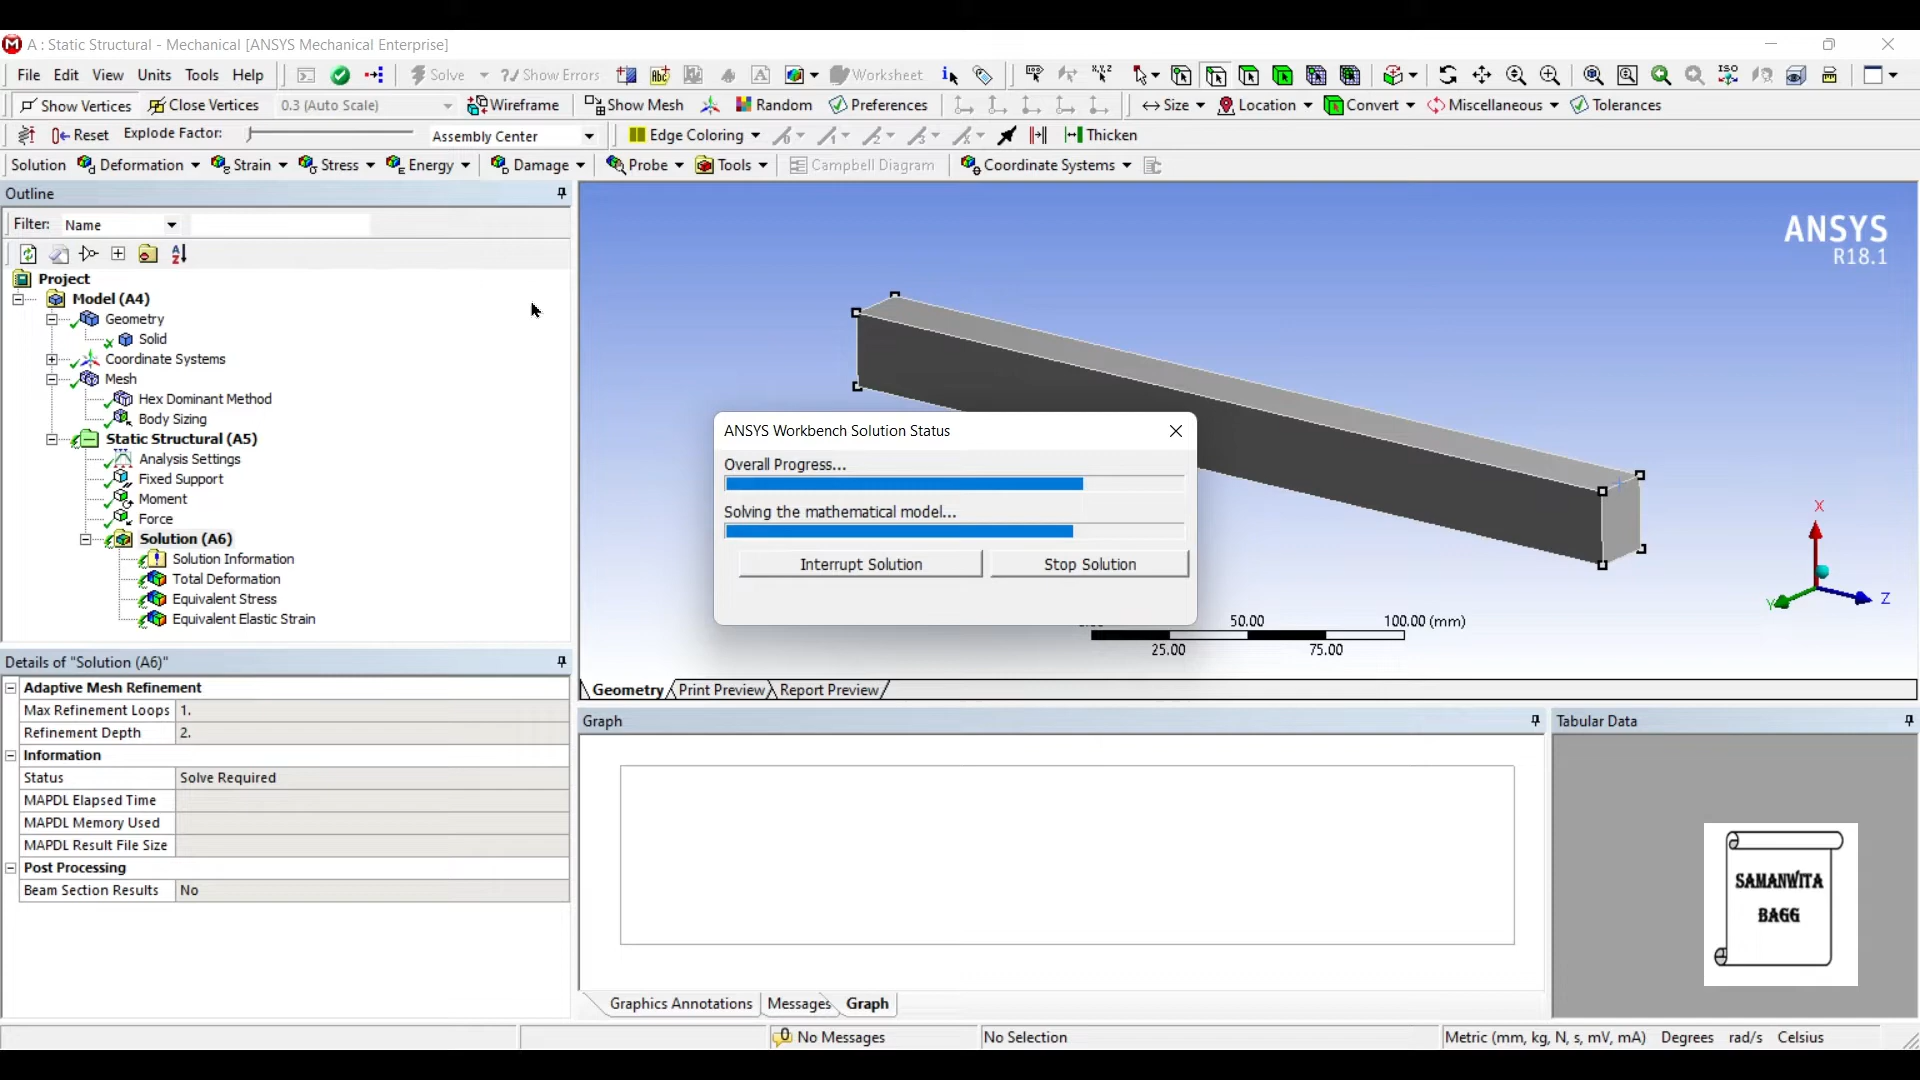 A : Static Structural - Mechanical [ANSYS Mechanical Enterprise]
File Edit View Units Tools Help Solve ?/ Show Errors Worksheet
Show Vertices Close Vertices 0.3 (Auto Scale) Wireframe Show Mesh Random Preferences Size Location Convert Miscellaneous Tolerances
Reset Explode Factor: Assembly Center Edge Coloring Thicken
Solution Deformation Strain Stress Energy Damage Probe Tools Campbell Diagram Coordinate Systems
Outline
Filter: Name
Project
Model (A4)
Geometry
Solid
Coordinate Systems
Mesh
Hex Dominant Method
Body Sizing
Static Structural (A5)
Analysis Settings
Fixed Support
Moment
Force
Solution (A6)
Solution Information
Total Deformation
Equivalent Stress
Equivalent Elastic Strain
Details of "Solution (A6)"
Adaptive Mesh Refinement
Max Refinement Loops 1.
Refinement Depth 2.
Information
Status Solve Required
MAPDL Elapsed Time
MAPDL Memory Used
MAPDL Result File Size
Post Processing
Beam Section Results No
ANSYS
R18.1
ANSYS Workbench Solution Status
Overall Progress...
Solving the mathematical model...
Interrupt Solution Stop Solution
50.00 100.00 (mm)
25.00 75.00
X
Y
Z
Geometry Print Preview Report Preview
Graph
Tabular Data
SAMANWITA
BAGG
Graphics Annotations Messages Graph
No Messages No Selection Metric (mm, kg, N, s, mV, mA) Degrees rad/s Celsius